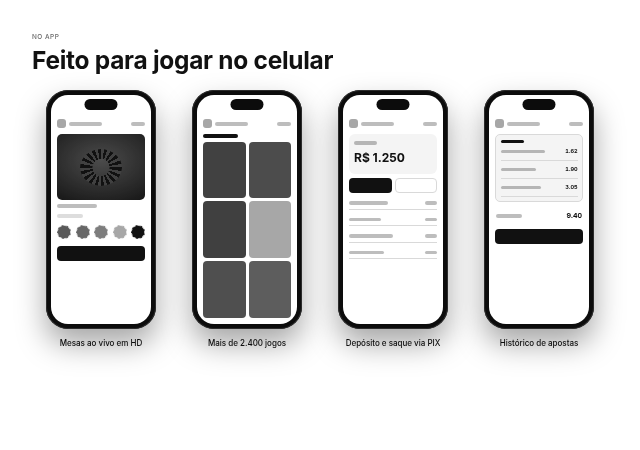 NO APP
Feito para jogar no celular
R$ 1.250
1.62
1.90
3.05
9.40
Mesas ao vivo em HD
Mais de 2.400 jogos
Depósito e saque via PIX
Histórico de apostas